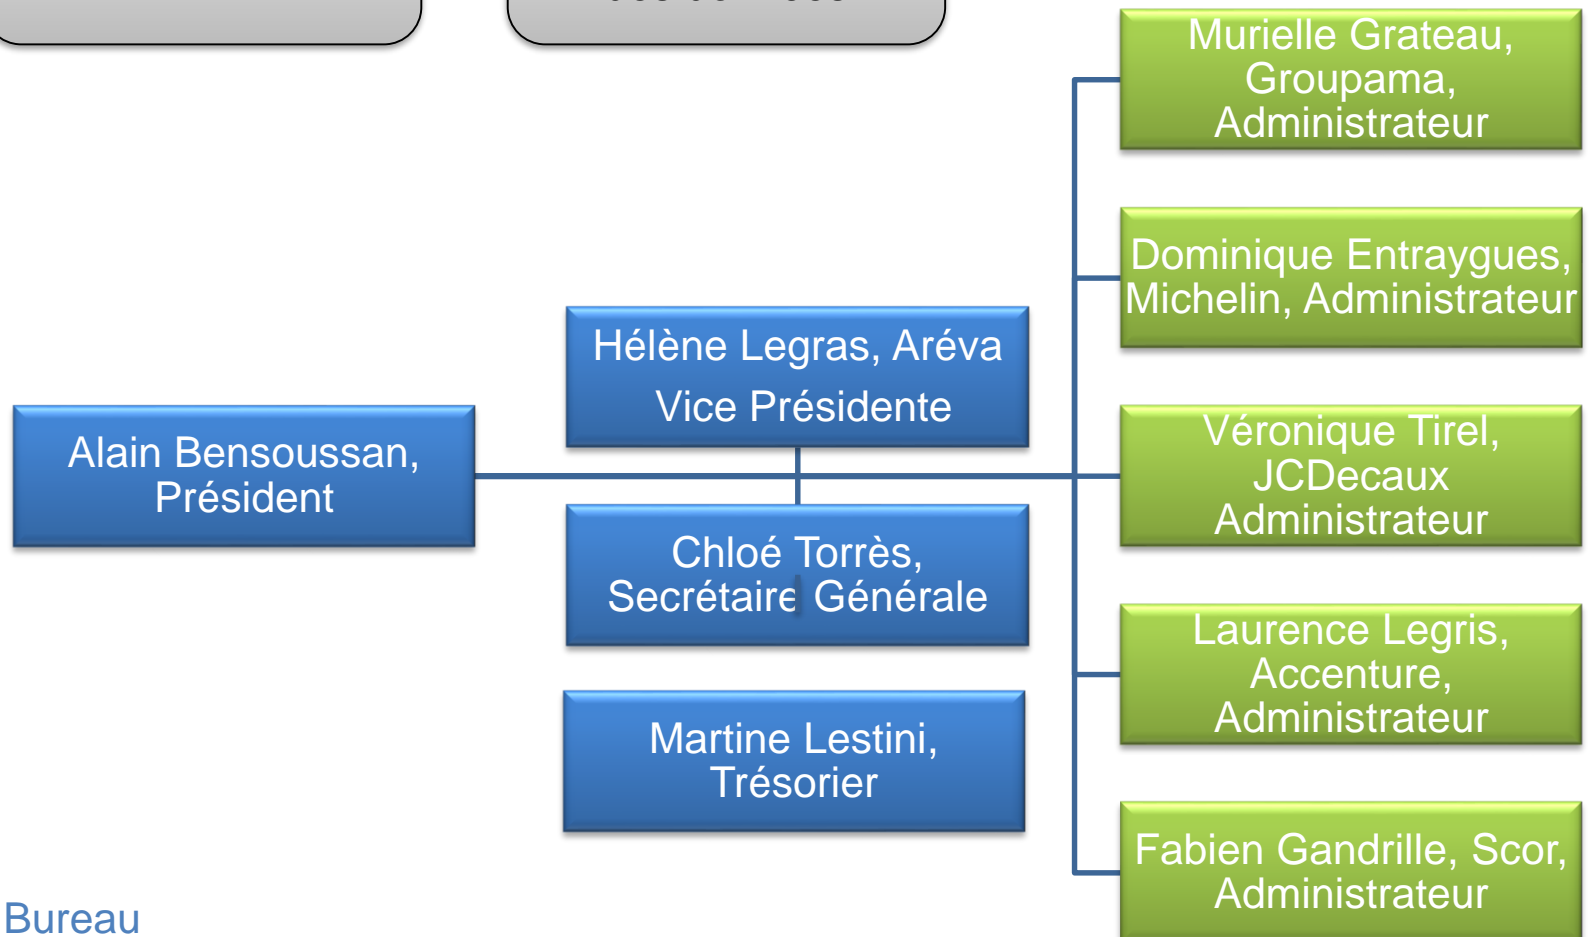 Murielle Grateau,
Groupama,
Administrateur
Dominique Entraygues,
Michelin, Administrateur
Hélène Legras, Aréva
Vice Présidente
Alain Bensoussan,
Président
Véronique Tirel,
JCDecaux
Administrateur
Chloé Torrès,
Secrétaire Générale
Laurence Legris,
Accenture,
Administrateur
Martine Lestini,
Trésorier
Fabien Gandrille, Scor,
Administrateur
Bureau